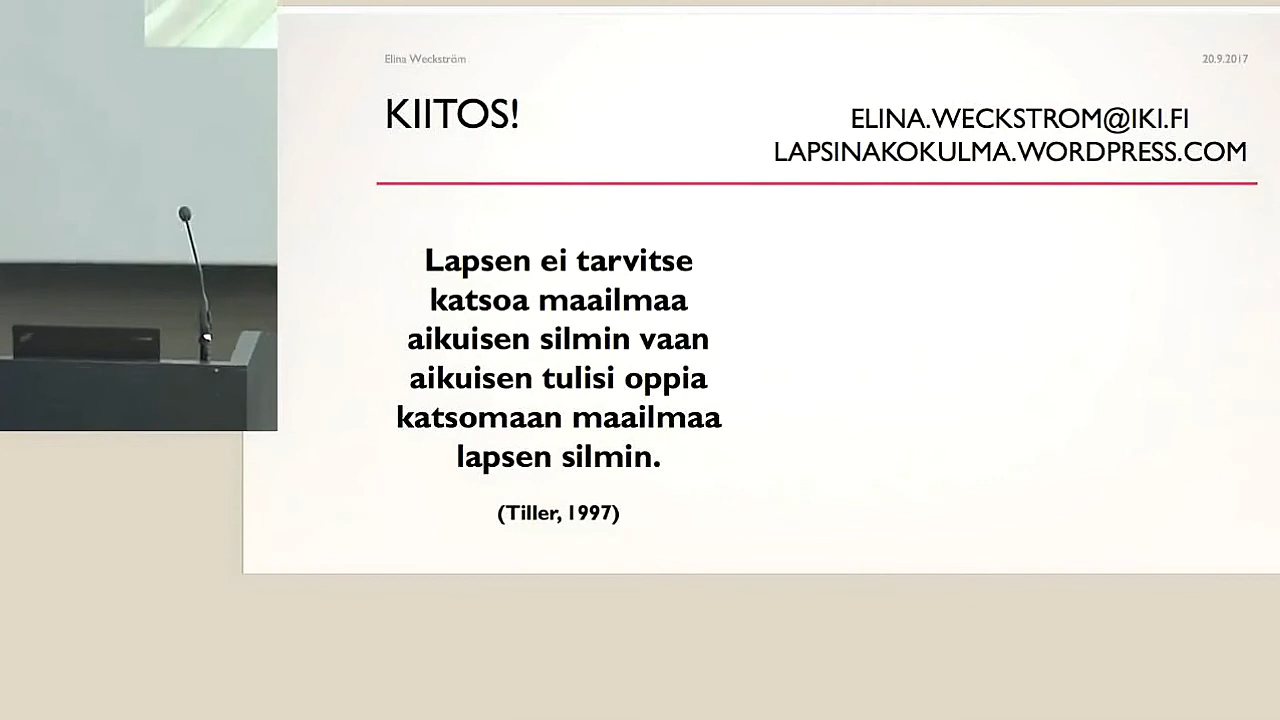 Elina Weckström
20.9.2017
KIITOS!
ELINA.WECKSTROM@IKI.FI
LAPSINAKOKULMA.WORDPRESS.COM
Lapsen ei tarvitse
katsoa maailmaa
aikuisen silmin vaan
aikuisen tulisi oppia
katsomaan maailmaa
lapsen silmin.
(Tiller, 1997)